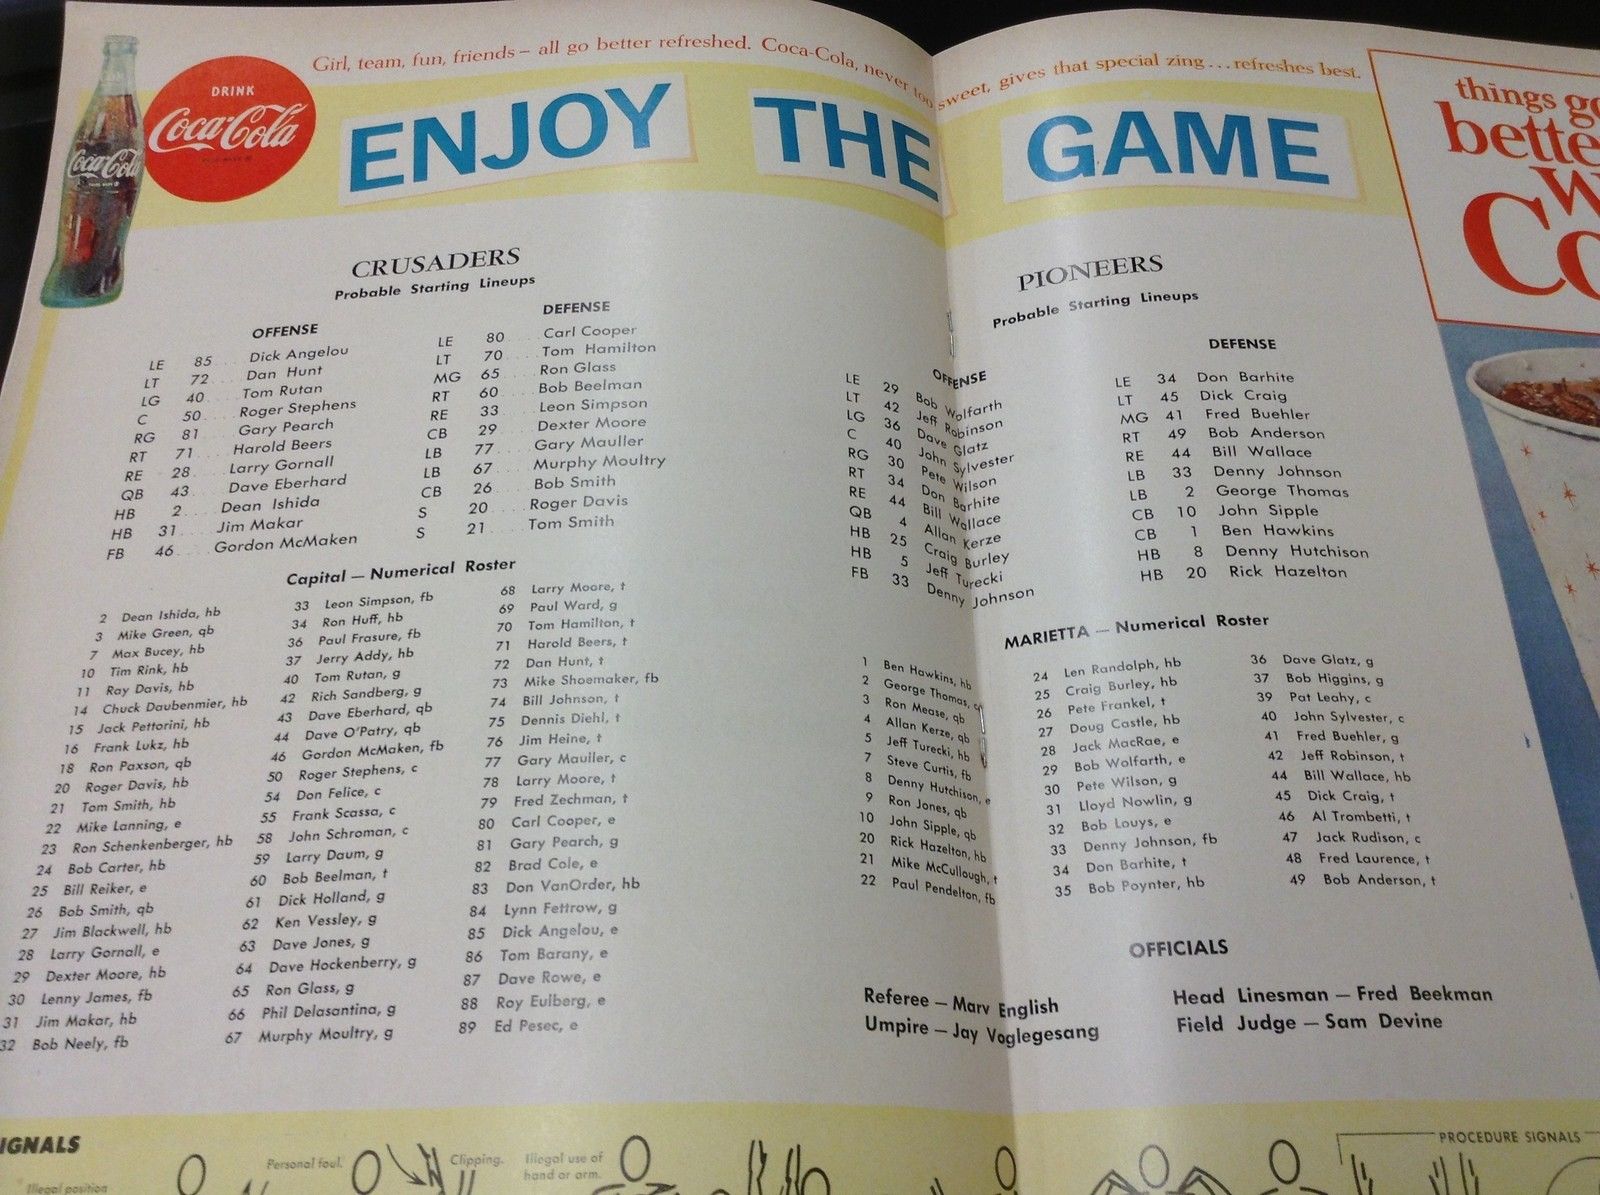 Girl, team, fun, friends – all go better refreshed. Coca-Cola, never too sweet, gives that special zing... refreshes best.
DRINK
Coca-Cola
Coca-Cola
ENJOY THE GAME
things go
bette
W
Co
CRUSADERS
Probable Starting Lineups
OFFENSE
LE 85 Dick Angelou
LT 72 Dan Hunt
LG 40 Tom Rutan
C 50 Roger Stephens
RG 81 Gary Pearch
RT 71 Harold Beers
RE 28 Larry Gornall
QB 43 Dave Eberhard
HB 2 Dean Ishida
HB 31 Jim Makar
FB 46 Gordon McMaken
DEFENSE
LE 80 Carl Cooper
LT 70 Tom Hamilton
MG 65 Ron Glass
RT 60 Bob Beelman
RE 33 Leon Simpson
CB 29 Dexter Moore
LB 77 Gary Mauller
LB 67 Murphy Moultry
CB 26 Bob Smith
S 20 Roger Davis
S 21 Tom Smith
Capital — Numerical Roster
2 Dean Ishida, hb
3 Mike Green, qb
7 Max Bucey, hb
10 Tim Rink, hb
11 Ray Davis, hb
14 Chuck Daubenmier, hb
15 Jack Pettorini, hb
16 Frank Lukz, hb
18 Ron Paxson, qb
20 Roger Davis, hb
21 Tom Smith, hb
22 Mike Lanning, e
23 Ron Schenkenberger, hb
24 Bob Carter, hb
25 Bill Reiker, e
26 Bob Smith, qb
27 Jim Blackwell, hb
28 Larry Gornall, e
29 Dexter Moore, hb
30 Lenny James, fb
31 Jim Makar, hb
32 Bob Neely, fb
33 Leon Simpson, fb
34 Ron Huff, hb
36 Paul Frasure, fb
37 Jerry Addy, hb
40 Tom Rutan, g
42 Rich Sandberg, g
43 Dave Eberhard, qb
44 Dave O'Patry, qb
46 Gordon McMaken, fb
50 Roger Stephens, c
54 Don Felice, c
55 Frank Scassa, c
58 John Schroman, c
59 Larry Daum, g
60 Bob Beelman, t
61 Dick Holland, g
62 Ken Vessley, g
63 Dave Jones, g
64 Dave Hockenberry, g
65 Ron Glass, g
66 Phil Delasantina, g
67 Murphy Moultry, g
68 Larry Moore, t
69 Paul Ward, g
70 Tom Hamilton, t
71 Harold Beers, t
72 Dan Hunt, t
73 Mike Shoemaker, fb
74 Bill Johnson, t
75 Dennis Diehl, t
76 Jim Heine, t
77 Gary Mauller, c
78 Larry Moore, t
79 Fred Zechman, t
80 Carl Cooper, e
81 Gary Pearch, g
82 Brad Cole, e
83 Don VanOrder, hb
84 Lynn Fettrow, g
85 Dick Angelou, e
86 Tom Barany, e
87 Dave Rowe, e
88 Roy Eulberg, e
89 Ed Pesec, e
PIONEERS
Probable Starting Lineups
OFFENSE
LE 29 Bob Wolfarth
LT 42 Jeff Robinson
LG 36 Dave Glatz
C 40 John Sylvester
RG 30 Pete Wilson
RT 34 Don Barhite
RE 44 Bill Wallace
QB 4 Allan Kerze
HB 25 Craig Burley
HB 5 Jeff Turecki
FB 33 Denny Johnson
DEFENSE
LE 34 Don Barhite
LT 45 Dick Craig
MG 41 Fred Buehler
RT 49 Bob Anderson
RE 44 Bill Wallace
LB 33 Denny Johnson
LB 2 George Thomas
CB 10 John Sipple
CB 1 Ben Hawkins
HB 8 Denny Hutchison
HB 20 Rick Hazelton
MARIETTA — Numerical Roster
1 Ben Hawkins, hb
2 George Thomas, c
3 Ron Mease, qb
4 Allan Kerze, qb
5 Jeff Turecki, hb
7 Steve Curtis, fb
8 Denny Hutchison, e
9 Ron Jones, qb
10 John Sipple, qb
20 Rick Hazelton, hb
21 Mike McCullough, t
22 Paul Pendelton, fb
24 Len Randolph, hb
25 Craig Burley, hb
26 Pete Frankel, t
27 Doug Castle, hb
28 Jack MacRae, e
29 Bob Wolfarth, e
30 Pete Wilson, g
31 Lloyd Nowlin, g
32 Bob Louys, e
33 Denny Johnson, fb
34 Don Barhite, t
35 Bob Poynter, hb
36 Dave Glatz, g
37 Bob Higgins, g
39 Pat Leahy, c
40 John Sylvester, c
41 Fred Buehler, g
42 Jeff Robinson, t
44 Bill Wallace, hb
45 Dick Craig, t
46 Al Trombetti, t
47 Jack Rudison, c
48 Fred Laurence, t
49 Bob Anderson, t
OFFICIALS
Referee — Marv English
Umpire — Jay Voglegesang
Head Linesman — Fred Beekman
Field Judge — Sam Devine
IGNALS
Illegal position
Personal foul.
Clipping.
Illegal use of
hand or arm.
PROCEDURE SIGNALS